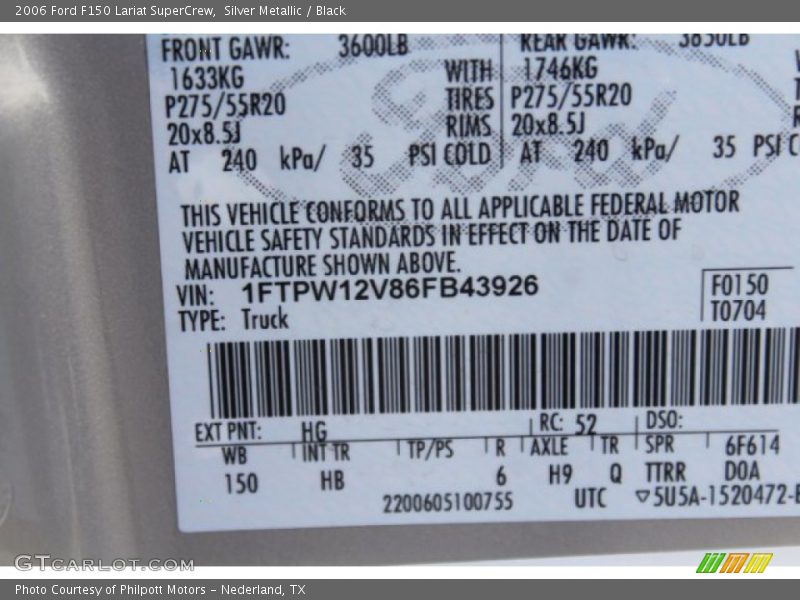 2006 Ford F150 Lariat SuperCrew,  Silver Metallic / Black
FRONT GAWR: 3600LB REAR GAWR: 3850LB
1633KG WITH 1746KG
P275/55R20 TIRES P275/55R20
20x8.5J RIMS 20x8.5J
AT 240 kPa/ 35 PSI COLD AT 240 kPa/ 35 PSI
Ford
THIS VEHICLE CONFORMS TO ALL APPLICABLE FEDERAL MOTOR
VEHICLE SAFETY STANDARDS IN EFFECT ON THE DATE OF
MANUFACTURE SHOWN ABOVE.
VIN: 1FTPW12V86FB43926 F0150
TYPE: Truck T0704
EXT PNT: HG RC: 52 DSO:
WB INT TR TP/PS R AXLE TR SPR 6F614
150 HB 6 H9 Q TTRR D0A
2200605100755 UTC ▽5U5A-1520472-
GTCARLOT.COM
Photo Courtesy of Philpott Motors - Nederland, TX